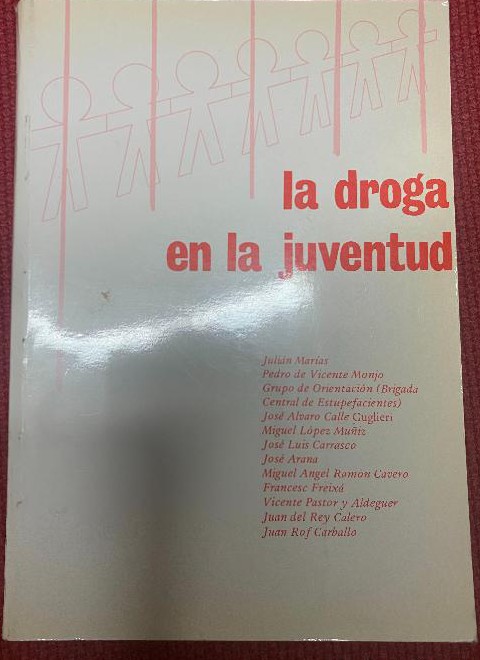 la droga
en la juventud
Julián Marías
Pedro de Vicente Monjo
Grupo de Orientación (Brigada
Central de Estupefacientes)
José Alvaro Calle Guglieri
Miguel López Muñiz
José Luis Carrasco
José Arana
Miguel Angel Ramon Cavero
Francesc Freixá
Vicente Pastor y Aldeguer
Juan del Rey Calero
Juan Rof Carballo